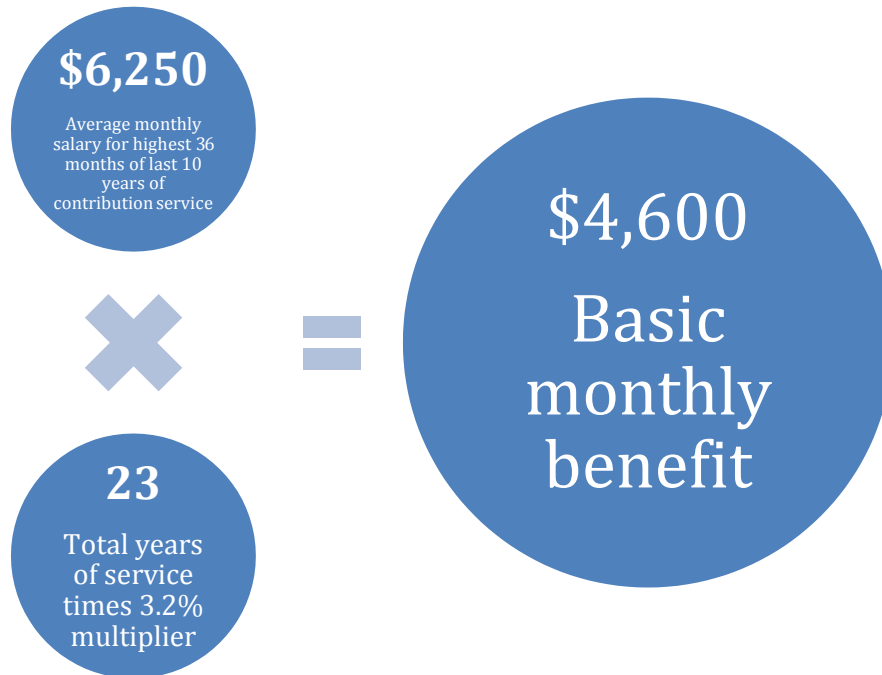 $6,250
Average monthly
salary for highest 36
months of last 10
years of
contribution service
23
Total years
of service
times 3.2%
multiplier
$4,600
Basic
monthly
benefit